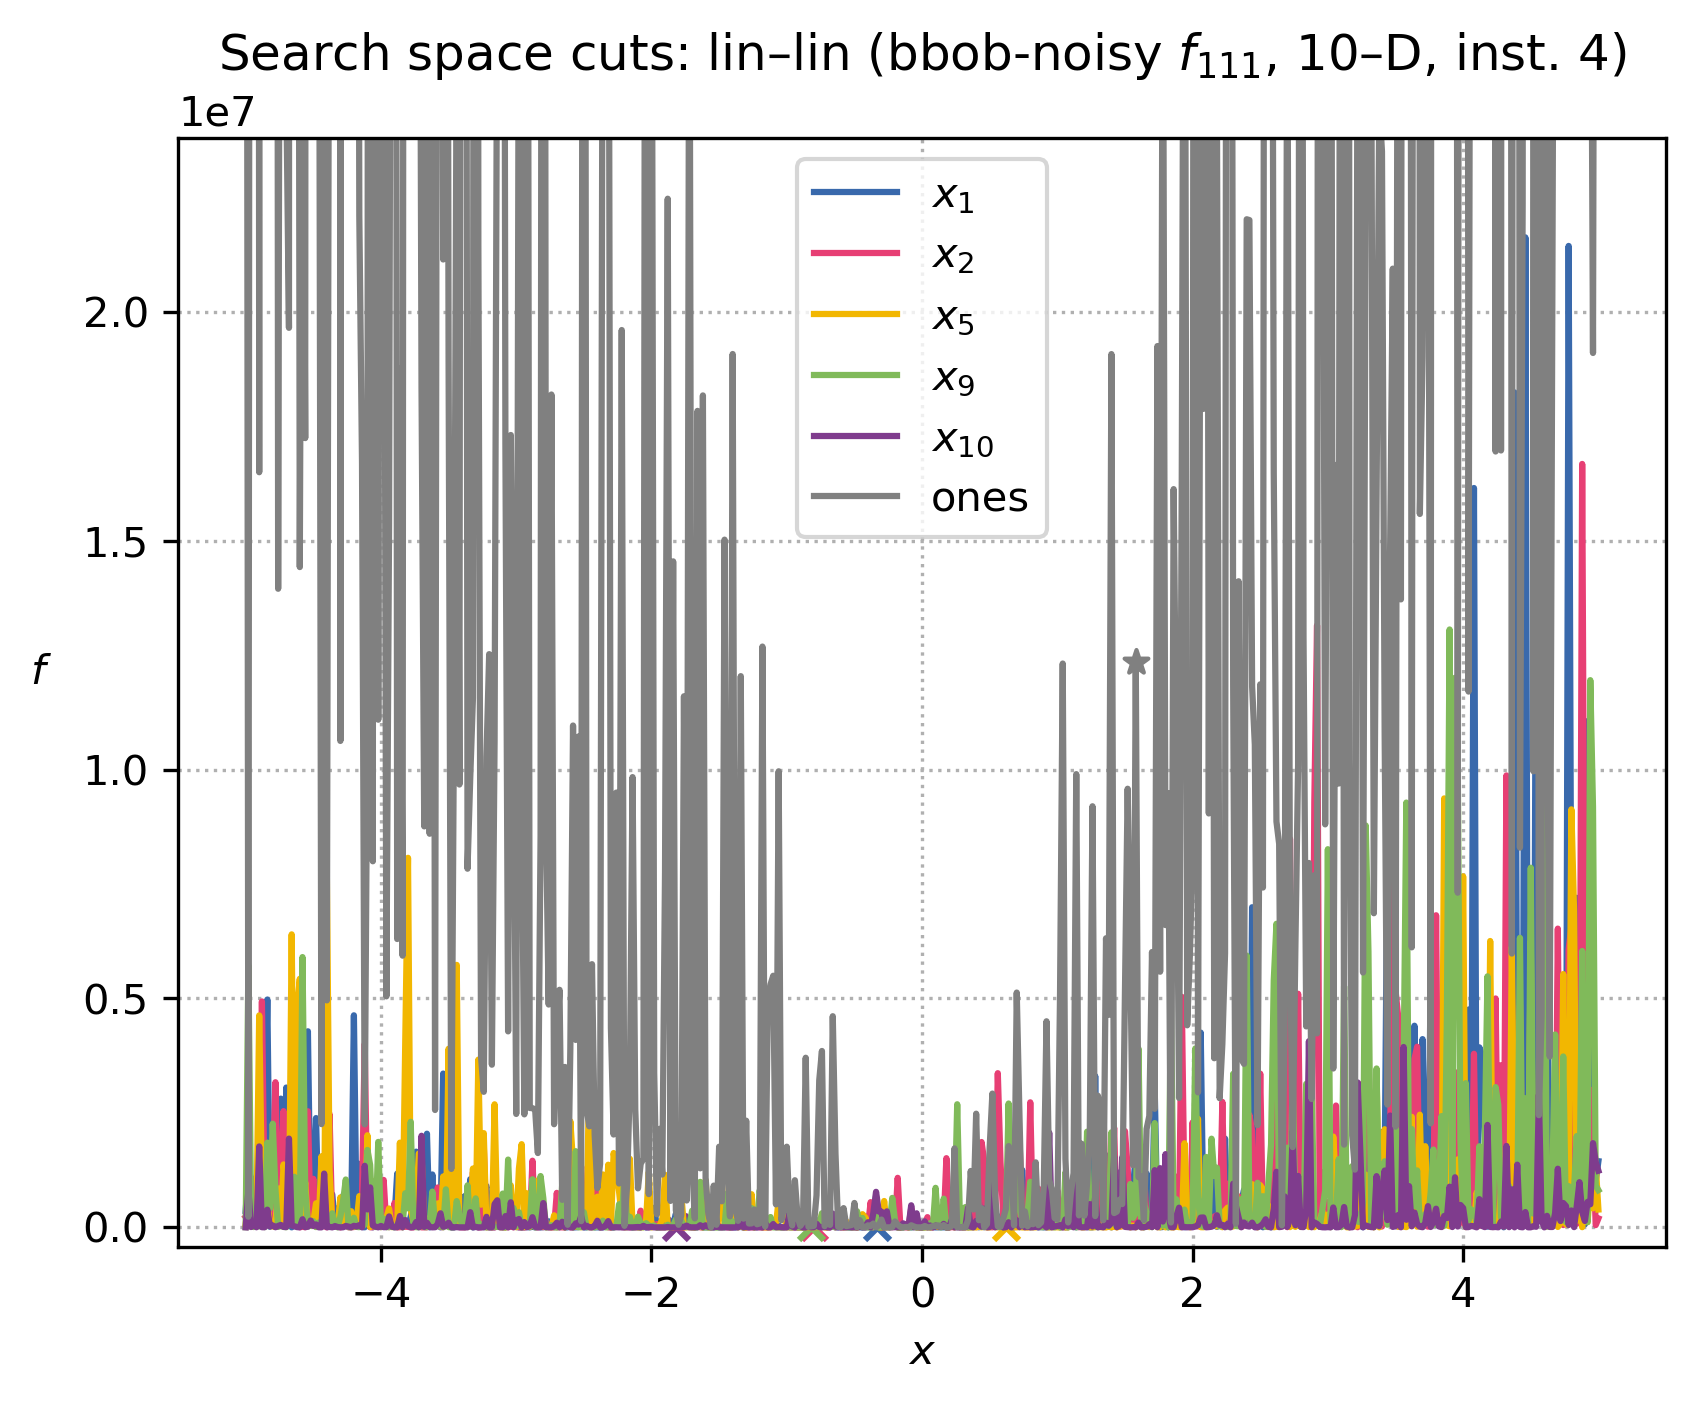 Search space cuts: lin–lin (bbob-noisy f₁₁₁, 10–D, inst. 4)
1e7
x₁
x₂
x₅
x₉
x₁₀
ones
2.0
1.5
1.0
0.5
0.0
f
−4
−2
0
2
4
x